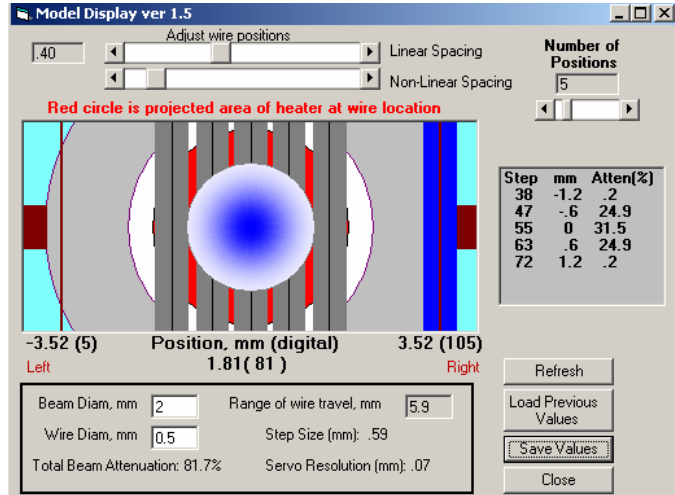 Model Display ver 1.5
Adjust wire positions
.40
Linear Spacing
Non-Linear Spacing
Number of
Positions
5
Red circle is projected area of heater at wire location
Step mm Atten(%)
38 -1.2 .2
47 -.6 24.9
55 0 31.5
63 .6 24.9
72 1.2 .2
-3.52 (5) Position, mm (digital) 3.52 (105)
Left 1.81( 81 ) Right
Beam Diam, mm 2 Range of wire travel, mm 5.9
Wire Diam, mm 0.5 Step Size (mm): .59
Total Beam Attenuation: 81.7% Servo Resolution (mm): .07
Refresh
Load Previous
Values
Save Values
Close